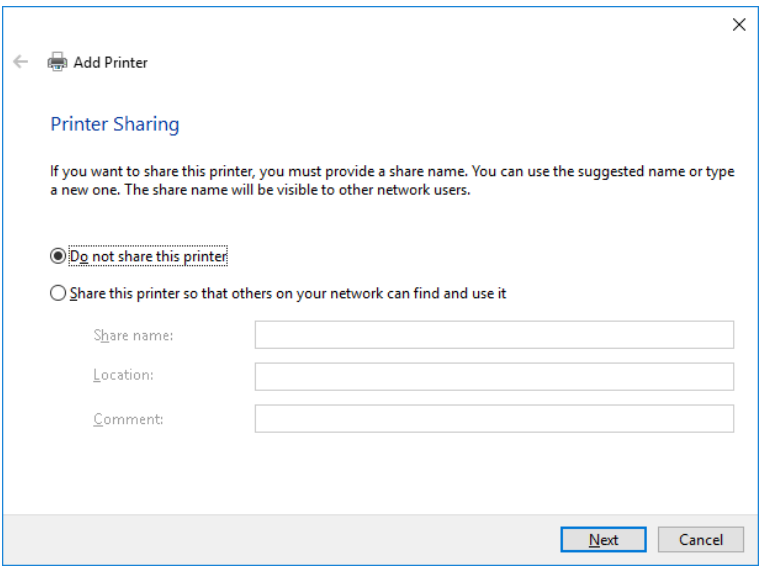 Add Printer
Printer Sharing
If you want to share this printer, you must provide a share name. You can use the suggested name or type
a new one. The share name will be visible to other network users.
Do not share this printer
Share this printer so that others on your network can find and use it
Share name:
Location:
Comment:
Next Cancel